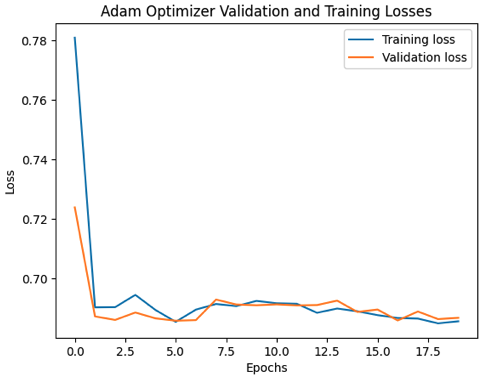 Adam Optimizer Validation and Training Losses
Training loss
Validation loss
0.78
0.76
0.74
0.72
0.70
Loss
0.0 2.5 5.0 7.5 10.0 12.5 15.0 17.5
Epochs